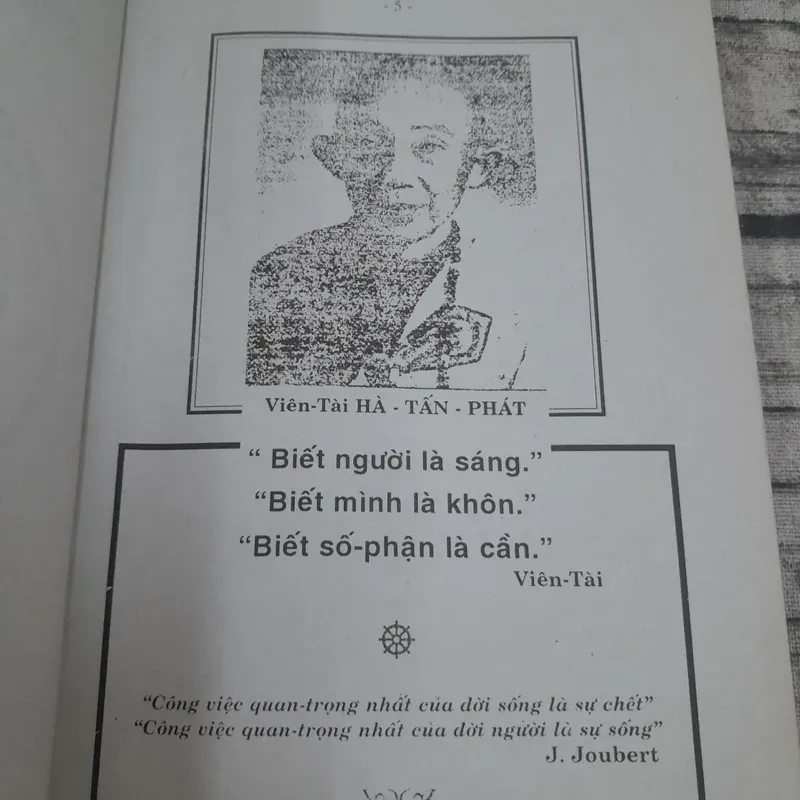 - 5 -
Viên-Tài HÀ - TẤN - PHÁT
“ Biết người là sáng.”
“Biết mình là khôn.”
“Biết số-phận là cần.”
Viên-Tài
“Công việc quan-trọng nhất của dời sống là sự chết”
“Công việc quan-trọng nhất của dời người là sự sống”
J. Joubert